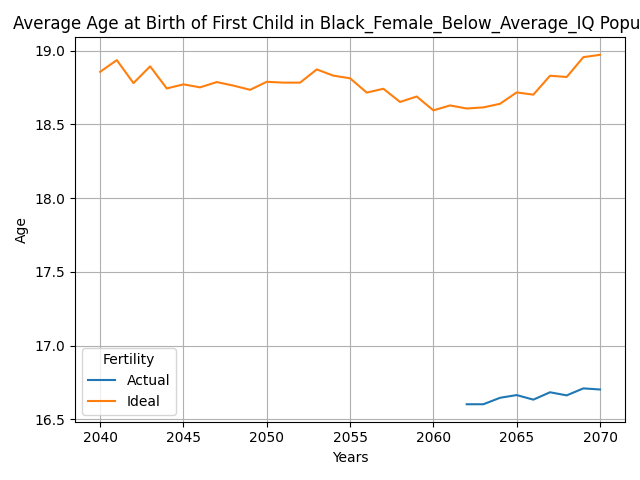 Average Age at Birth of First Child in Black_Female_Below_Average_IQ Popu
19.0
18.5
18.0
17.5
17.0
16.5
Age
Fertility
Actual
Ideal
2040 2045 2050 2055 2060 2065 2070
Years